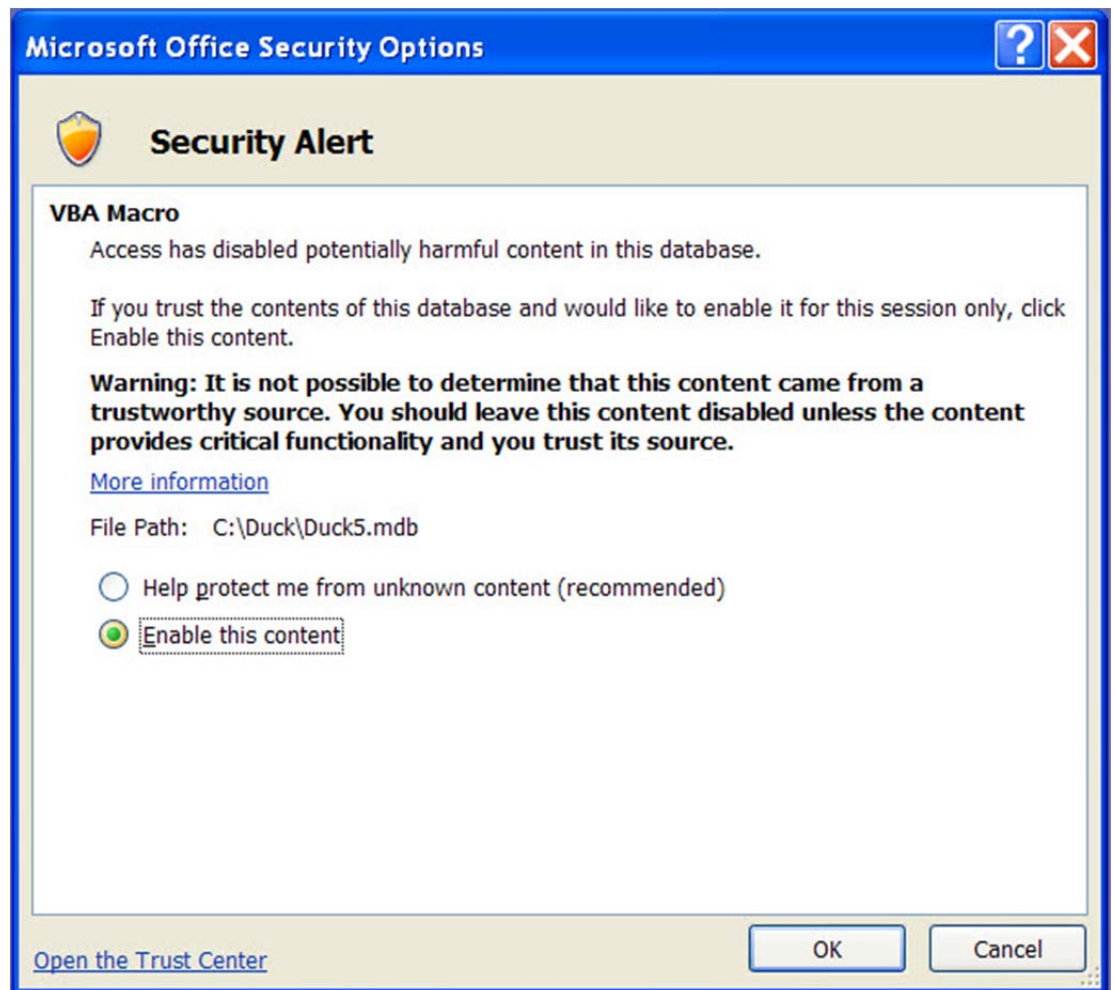 Microsoft Office Security Options
Security Alert
VBA Macro
Access has disabled potentially harmful content in this database.
If you trust the contents of this database and would like to enable it for this session only, click
Enable this content.
Warning: It is not possible to determine that this content came from a
trustworthy source. You should leave this content disabled unless the content
provides critical functionality and you trust its source.
More information
File Path: C:\Duck\Duck5.mdb
Help protect me from unknown content (recommended)
Enable this content
Open the Trust Center
OK
Cancel